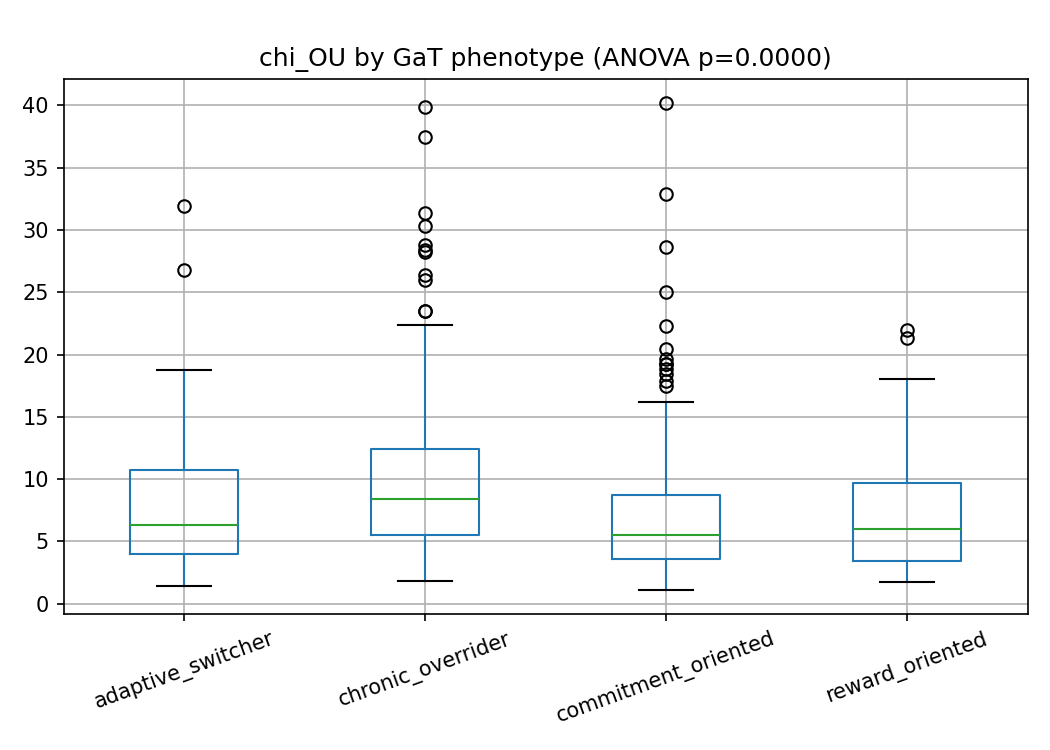 chi_OU by GaT phenotype (ANOVA p=0.0000)
40
35
30
25
20
15
10
5
0
adaptive_switcher
chronic_overrider
commitment_oriented
reward_oriented